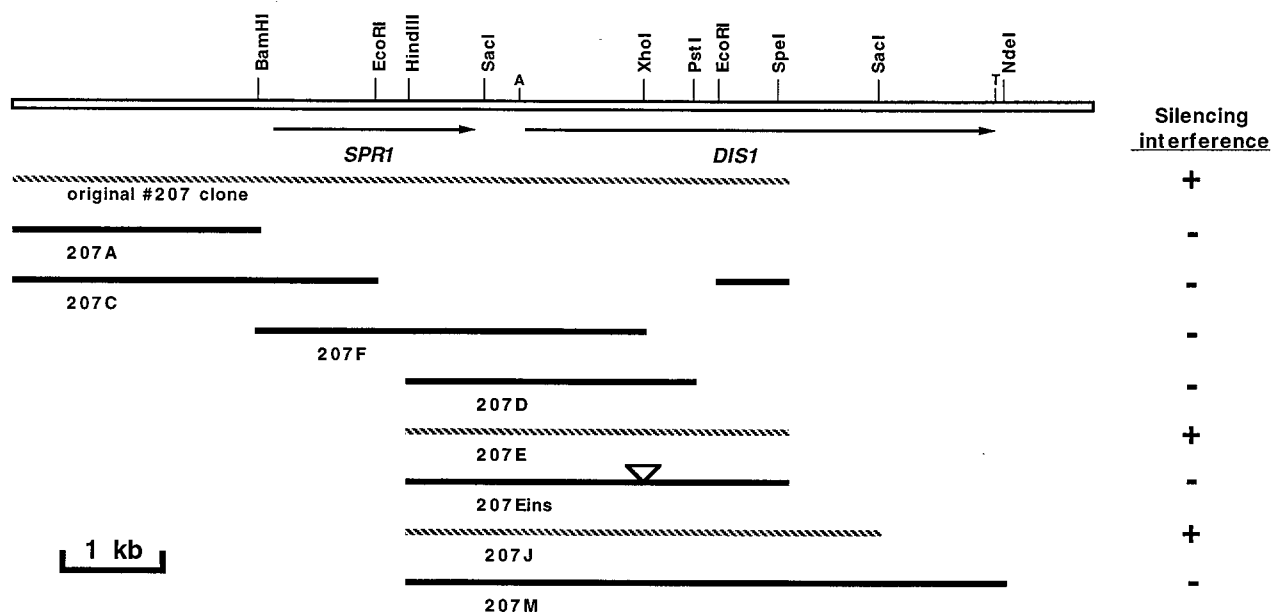 BamHI
EcoRI
HindIII
SacI
A
XhoI
Pst I
EcoRI
SpeI
SacI
T
NdeI
Silencing
interference
SPR1
DIS1
original #207 clone
+
207A
-
207C
-
207F
-
207D
-
207E
+
207Eins
-
207J
+
207M
-
1 kb